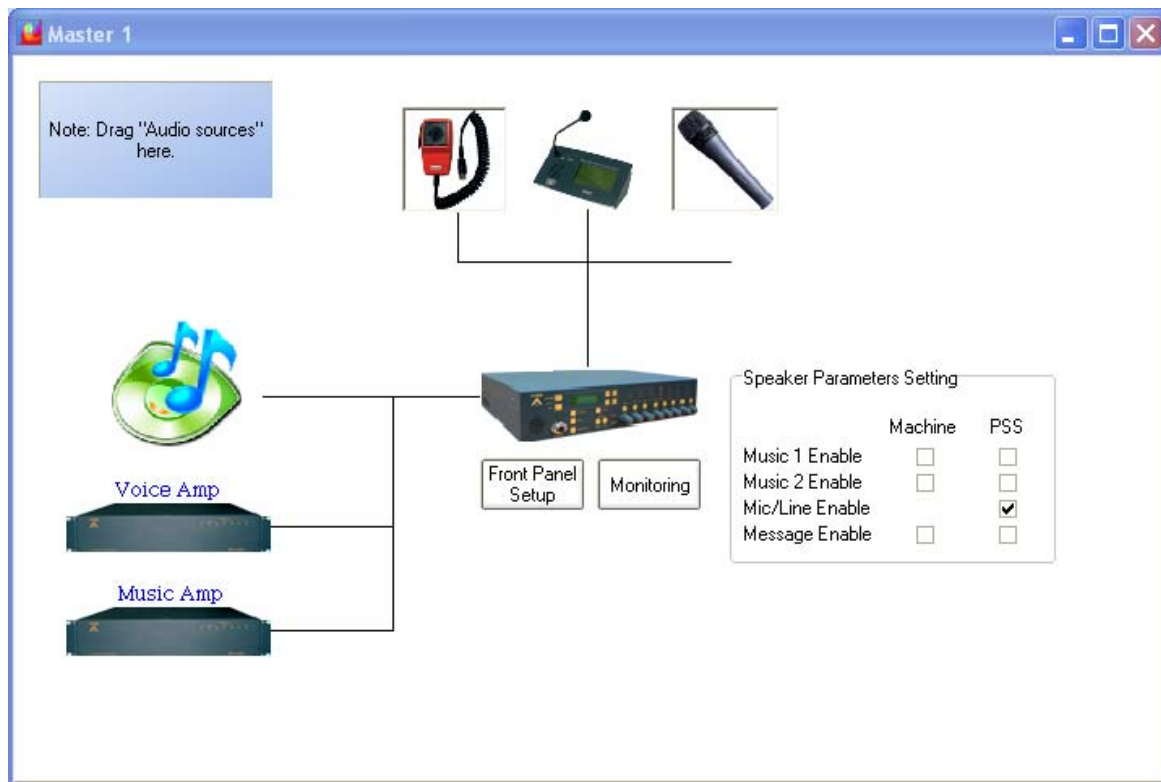 Master 1
Note: Drag "Audio sources"
here.
Voice Amp
Music Amp
Front Panel
Setup
Monitoring
Speaker Parameters Setting
Machine PSS
Music 1 Enable
Music 2 Enable
Mic/Line Enable
Message Enable